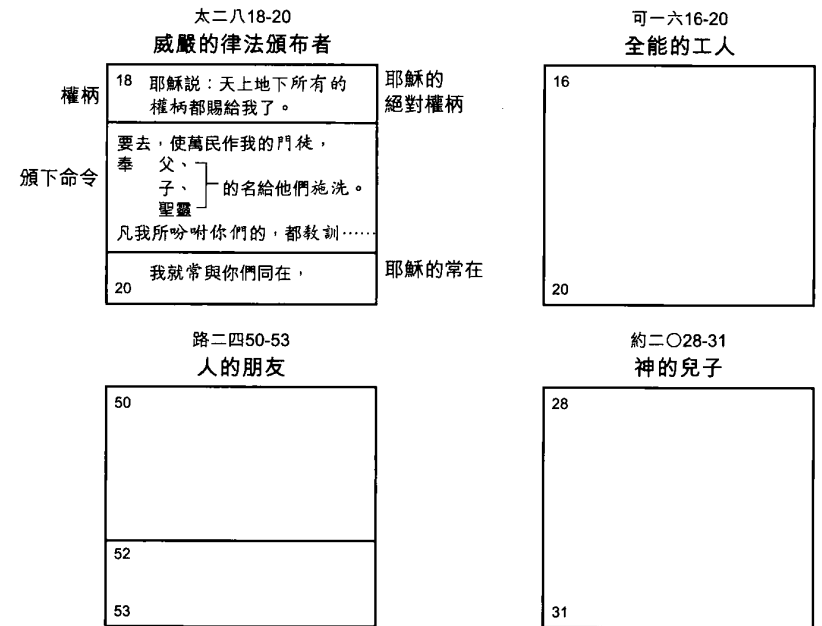 太二八18-20
威嚴的律法頒布者
權柄
18 耶穌說：天上地下所有的
權柄都賜給我了。
耶穌的
絕對權柄
頒下命令
要去，使萬民作我的門徒，
奉 父、
子、 的名給他們施洗。
聖靈
凡我所吩咐你們的，都教訓……
我就常與你們同在，
20
耶穌的常在
可一六16-20
全能的工人
16
20
路二四50-53
人的朋友
50
52
53
約二〇28-31
神的兒子
28
31